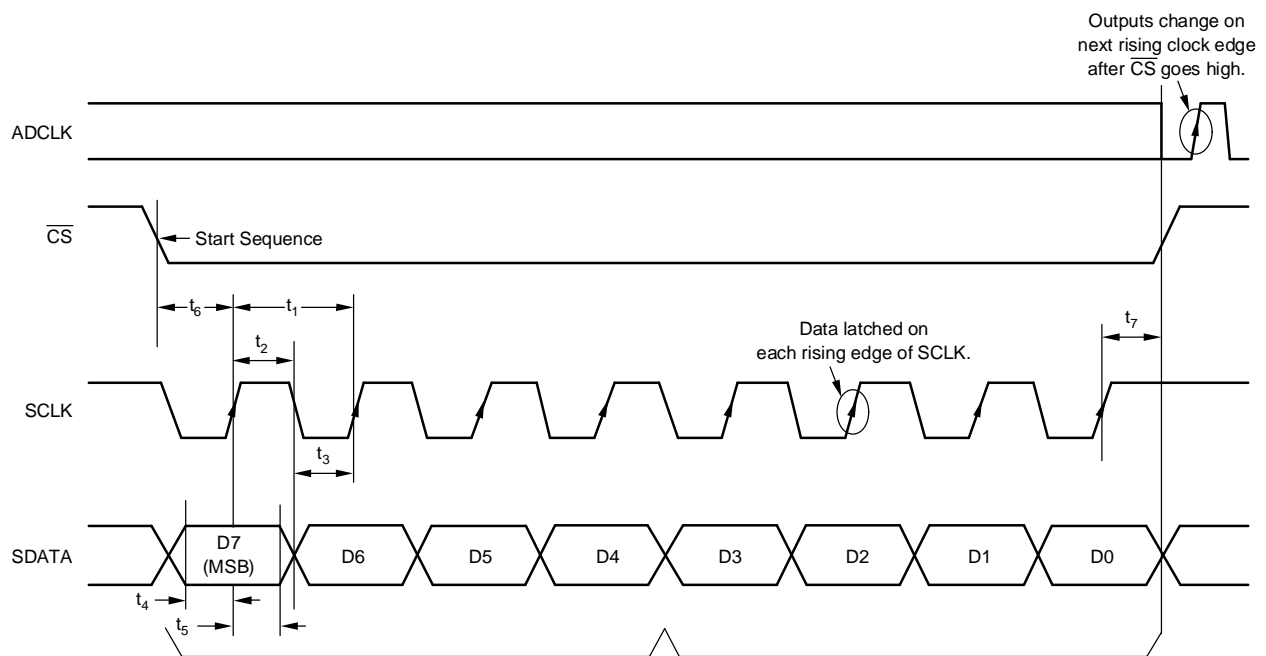 Outputs change on
next rising clock edge
after C̅S̅ goes high.
ADCLK
C̅S̅
Start Sequence
t6
t1
t2
Data latched on
each rising edge of SCLK.
t7
SCLK
t3
SDATA
D7
(MSB)
D6
D5
D4
D3
D2
D1
D0
t4
t5